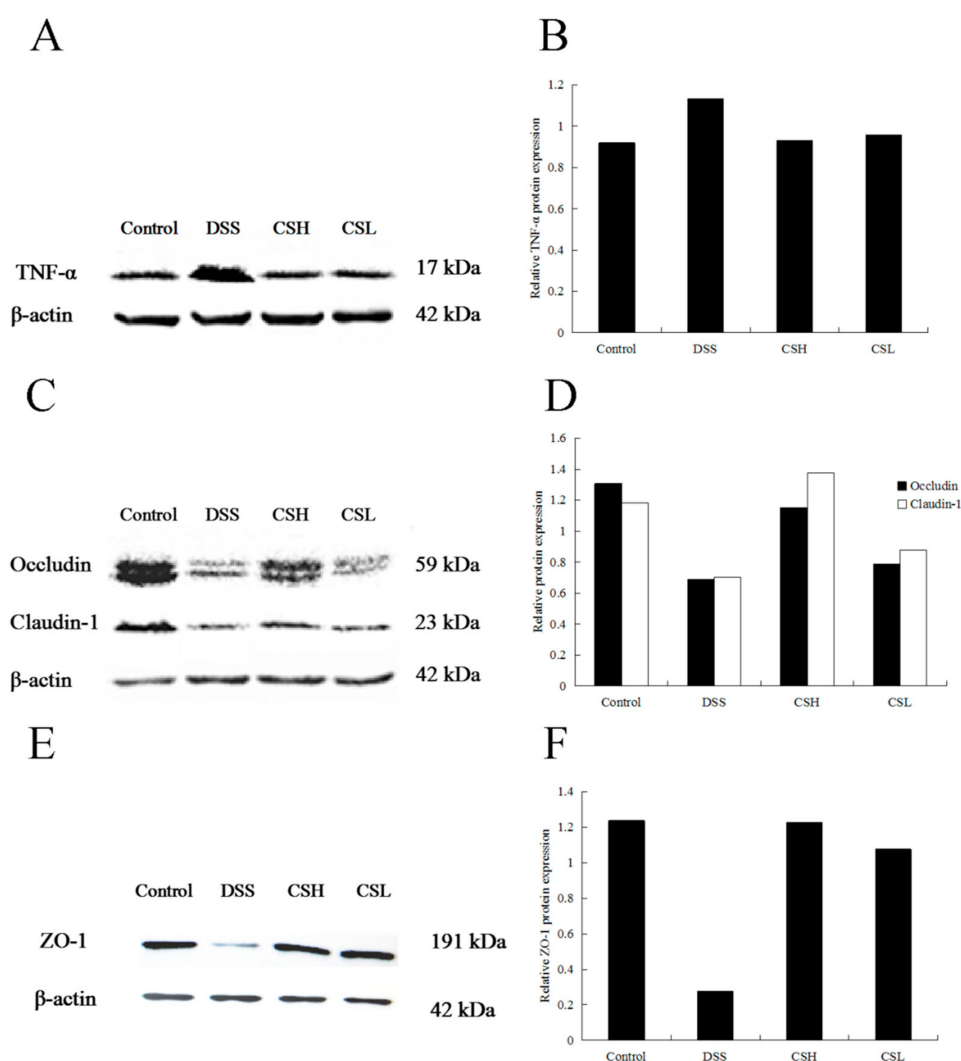 A
Control DSS CSH CSL
TNF-α 17 kDa
β-actin 42 kDa
B
Relative TNF-α protein expression
1.2
1
0.8
0.6
0.4
0.2
0
Control DSS CSH CSL
C
Control DSS CSH CSL
Occludin 59 kDa
Claudin-1 23 kDa
β-actin 42 kDa
D
Relative protein expression
1.6
1.4
1.2
1
0.8
0.6
0.4
0.2
0
Control DSS CSH CSL
Occludin
Claudin-1
E
Control DSS CSH CSL
ZO-1 191 kDa
β-actin 42 kDa
F
Relative ZO-1 protein expression
1.4
1.2
1
0.8
0.6
0.4
0.2
0
Control DSS CSH CSL